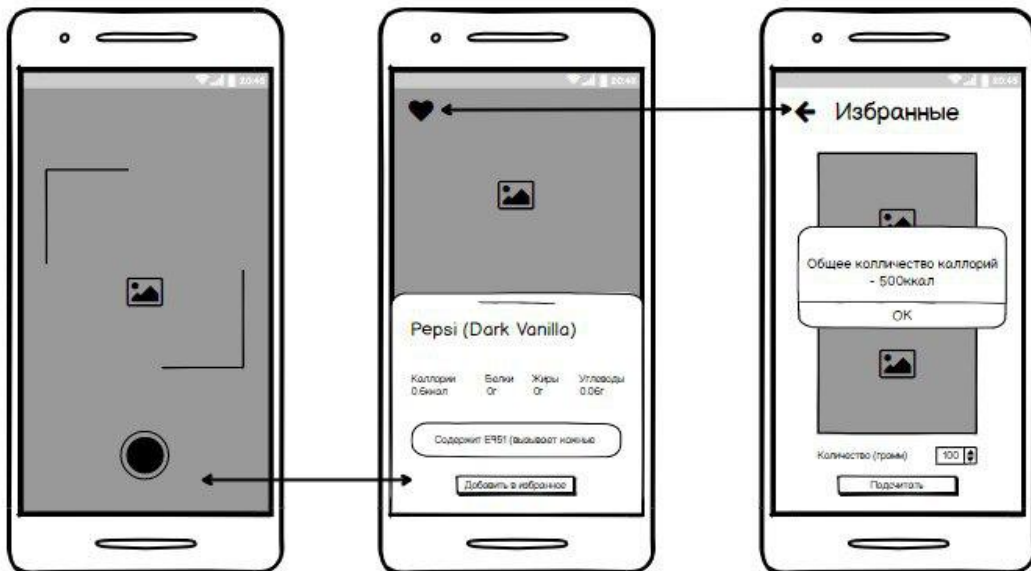 20:45
20:45
Pepsi (Dark Vanilla)
Каллории Белки Жиры Углеводы
0.6ккал 0г 0г 0.06г
Содержит E951 (вызывает кожные
Добавить в избранное
20:45
Избранные
Общее колличество каллорий
- 500ккал
OK
Количество (грамм) 100
Подсчитать